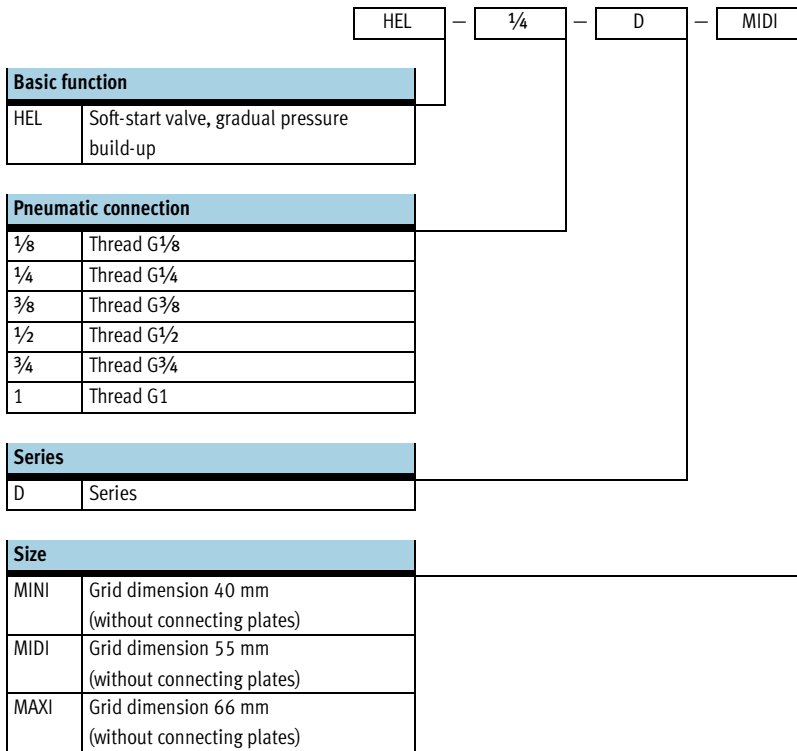 HEL – ¼ – D – MIDI
Basic function
HEL Soft-start valve, gradual pressure
build-up
Pneumatic connection
⅛ Thread G⅛
¼ Thread G¼
⅜ Thread G⅜
½ Thread G½
¾ Thread G¾
1 Thread G1
Series
D Series
Size
MINI Grid dimension 40 mm
(without connecting plates)
MIDI Grid dimension 55 mm
(without connecting plates)
MAXI Grid dimension 66 mm
(without connecting plates)